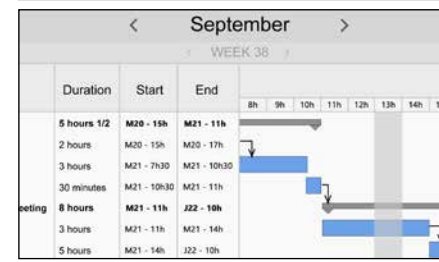 < September >
< WEEK 38 >
Duration Start End
8h 9h 10h 11h 12h 13h 14h 1
5 hours 1/2 M20 - 15h M21 - 11h
2 hours M20 - 15h M20 - 17h
3 hours M21 - 7h30 M21 - 10h30
30 minutes M21 - 10h30 M21 - 11h
eeting 8 hours M21 - 11h J22 - 10h
3 hours M21 - 11h M21 - 14h
5 hours M21 - 14h J22 - 10h